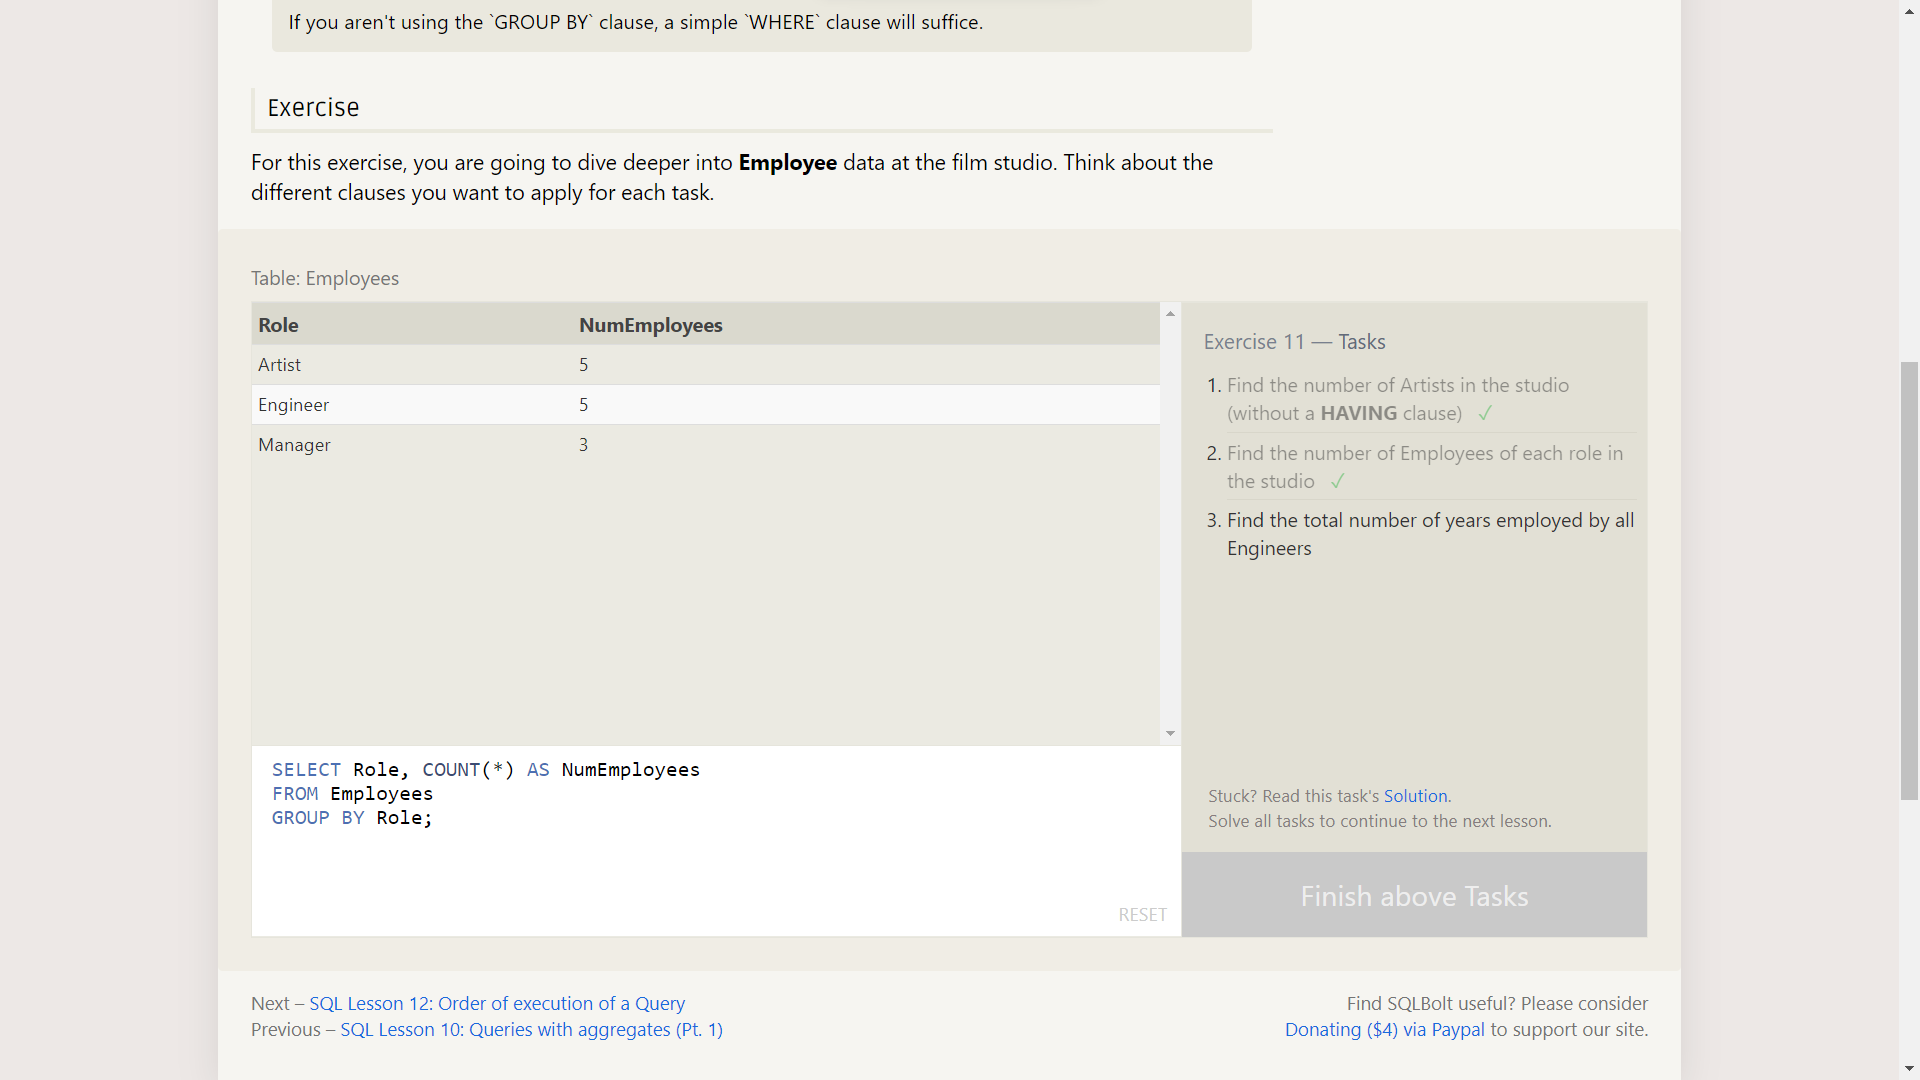 If you aren't using the `GROUP BY` clause, a simple `WHERE` clause will suffice.
Exercise
For this exercise, you are going to dive deeper into Employee data at the film studio. Think about the
different clauses you want to apply for each task.
Table: Employees
Role NumEmployees
Artist 5
Engineer 5
Manager 3
SELECT Role, COUNT(*) AS NumEmployees
FROM Employees
GROUP BY Role;
RESET
Exercise 11 — Tasks
1. Find the number of Artists in the studio
(without a HAVING clause) ✓
2. Find the number of Employees of each role in
the studio ✓
3. Find the total number of years employed by all
Engineers
Stuck? Read this task's Solution.
Solve all tasks to continue to the next lesson.
Finish above Tasks
Next – SQL Lesson 12: Order of execution of a Query
Previous – SQL Lesson 10: Queries with aggregates (Pt. 1)
Find SQLBolt useful? Please consider
Donating ($4) via Paypal to support our site.